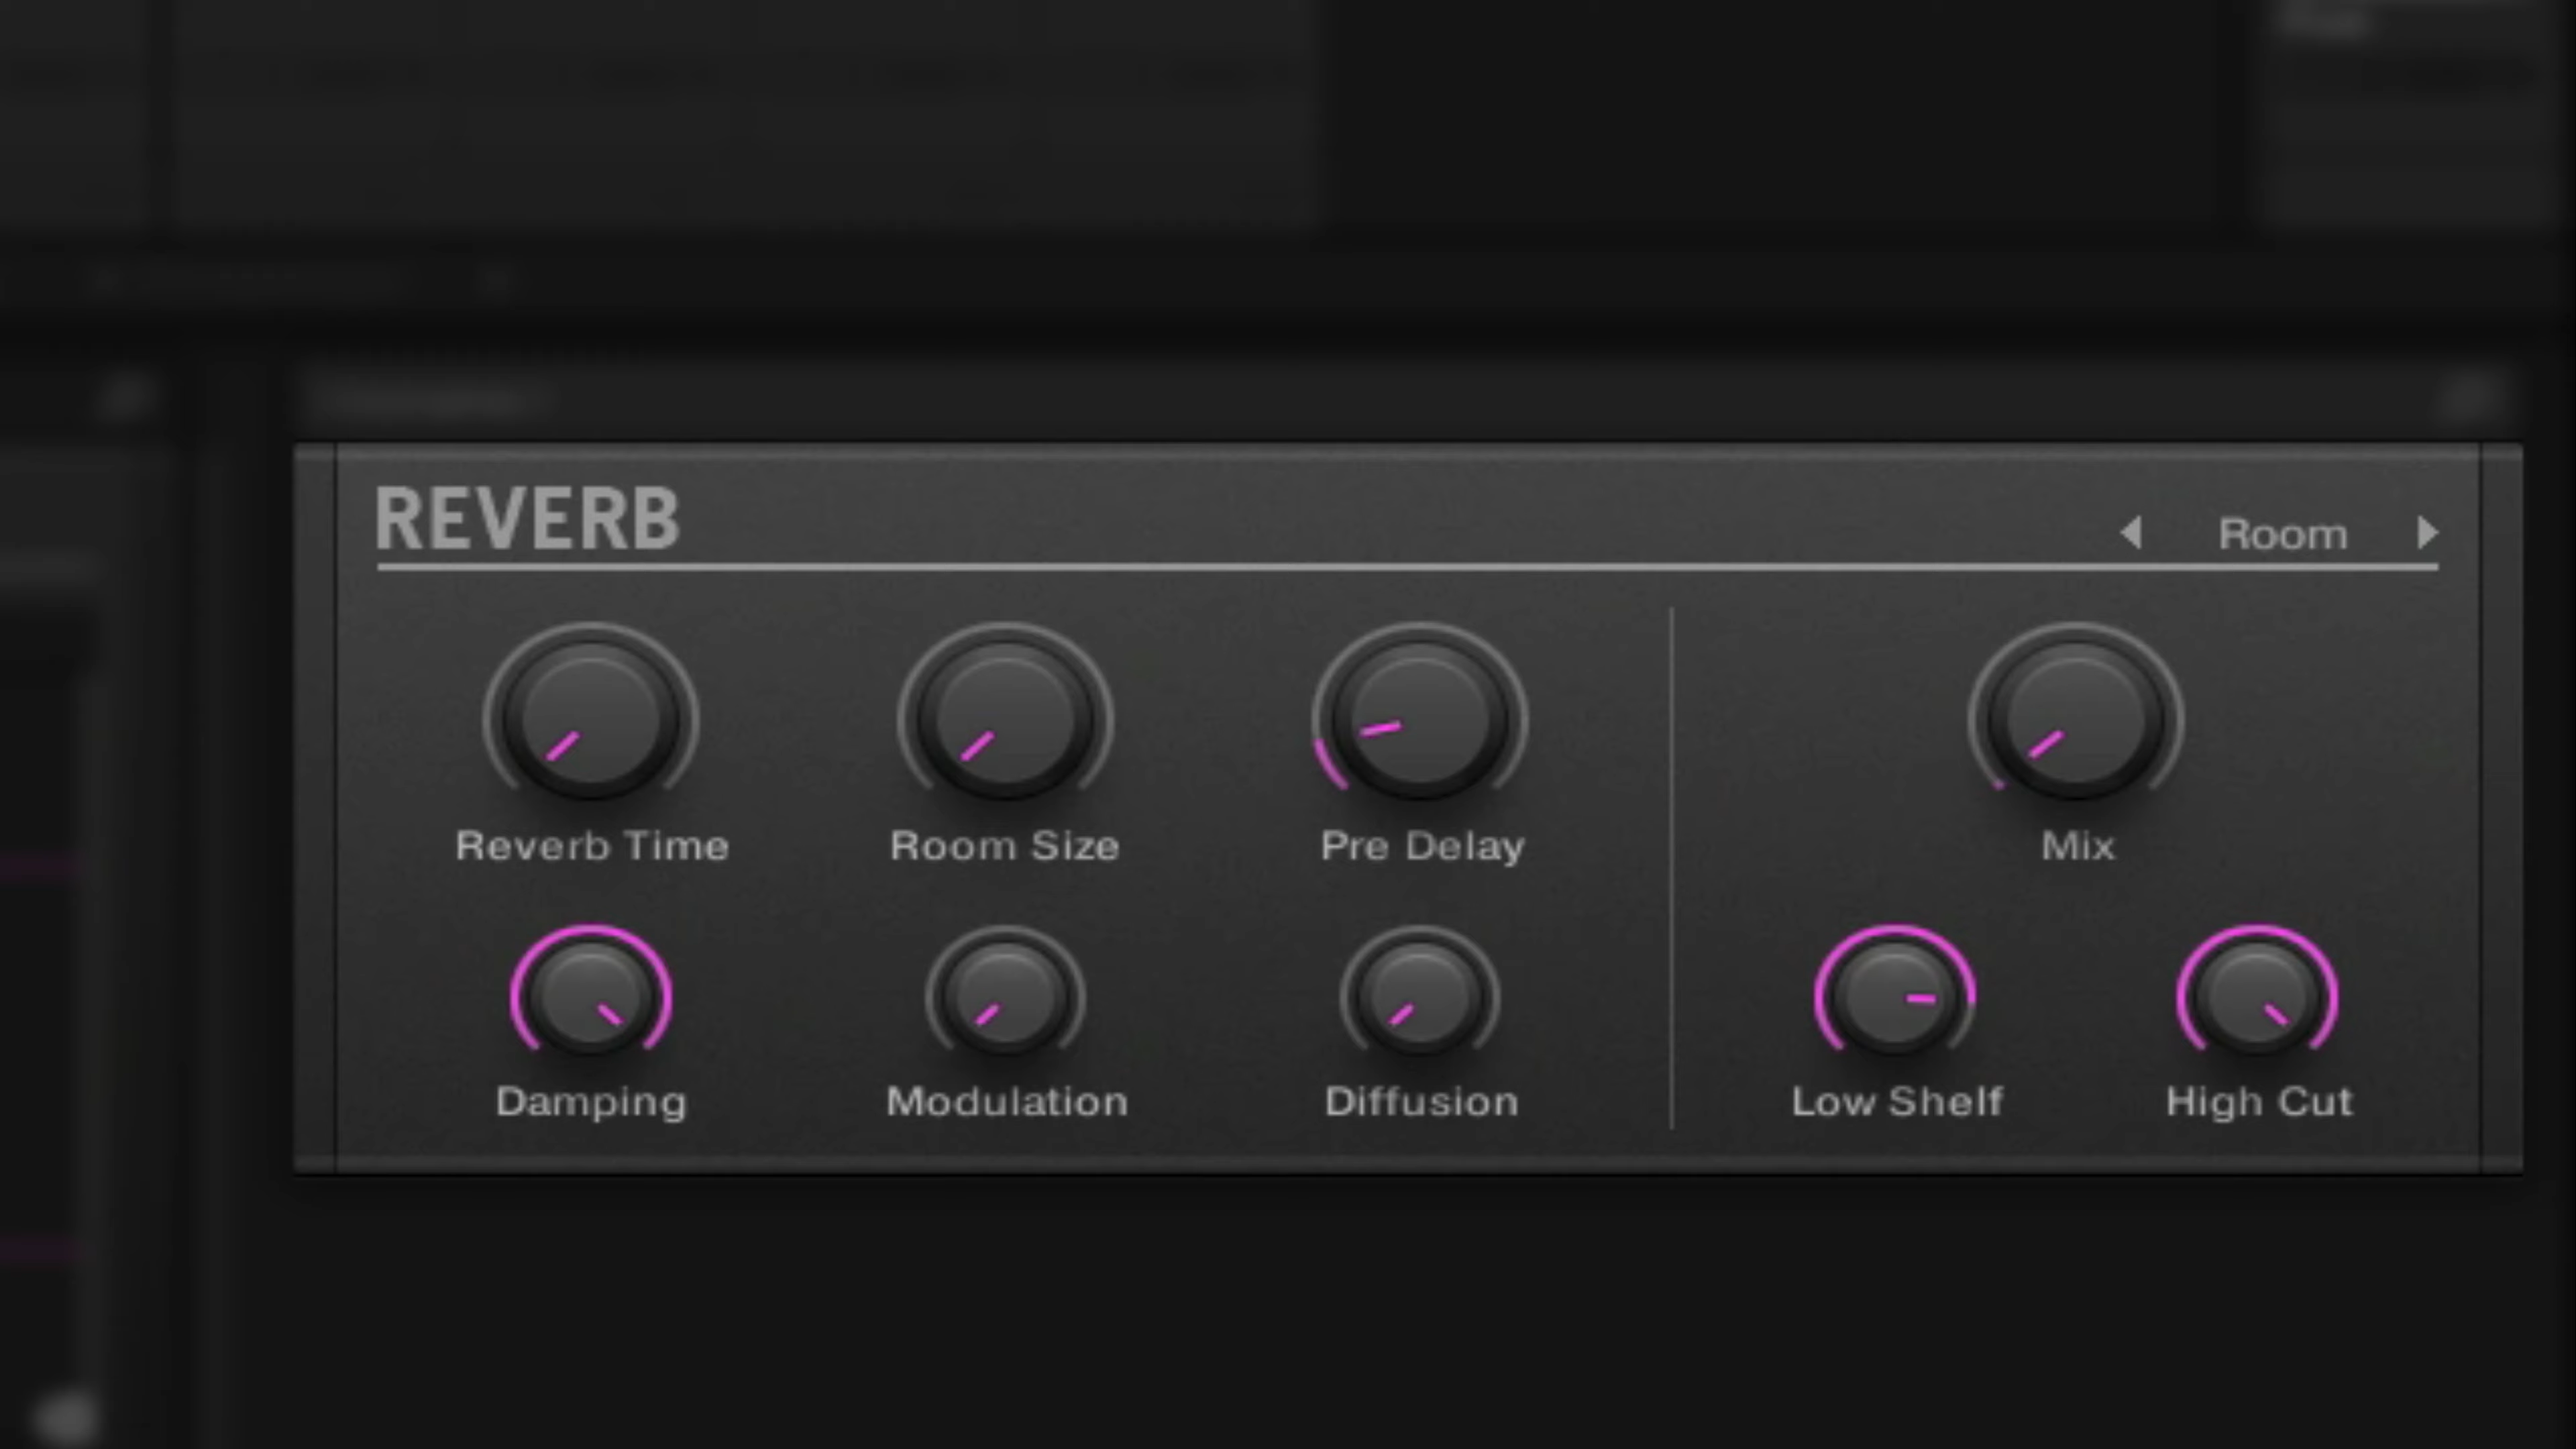 REVERB
Room
Reverb Time
Room Size
Pre Delay
Mix
Damping
Modulation
Diffusion
Low Shelf
High Cut